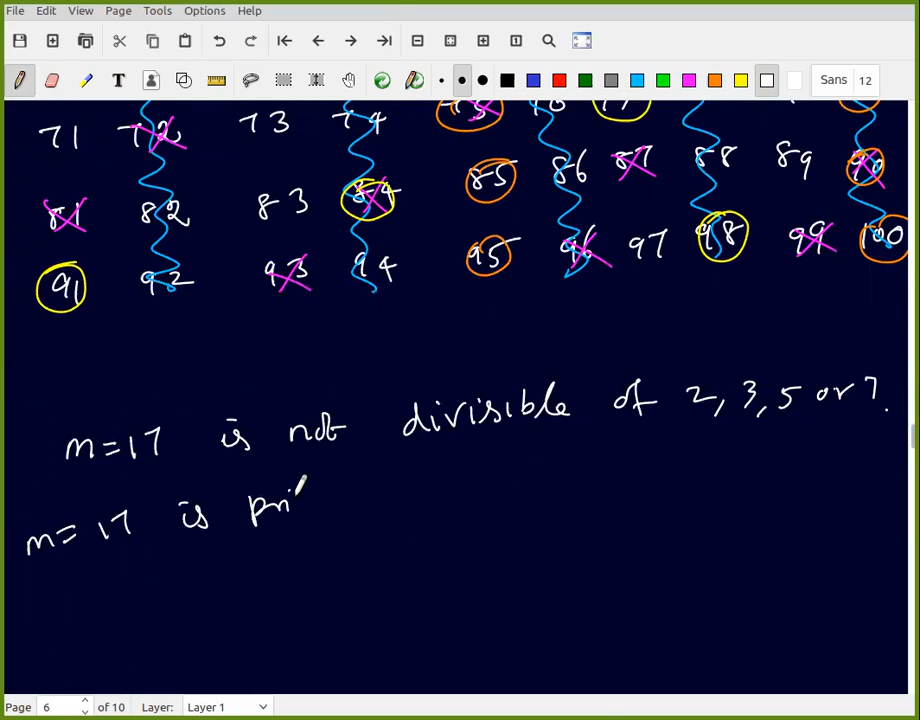 File Edit View Page Tools Options Help
Sans 12
71 72 73 74
85 86 87 88 89 90
81 82 83 84
95 96 97 98 99 100
91 92 93 94
m=17 is not divisible of 2, 3, 5 or 7.
m= 17 is pri
Page 6 of 10 Layer: Layer 1